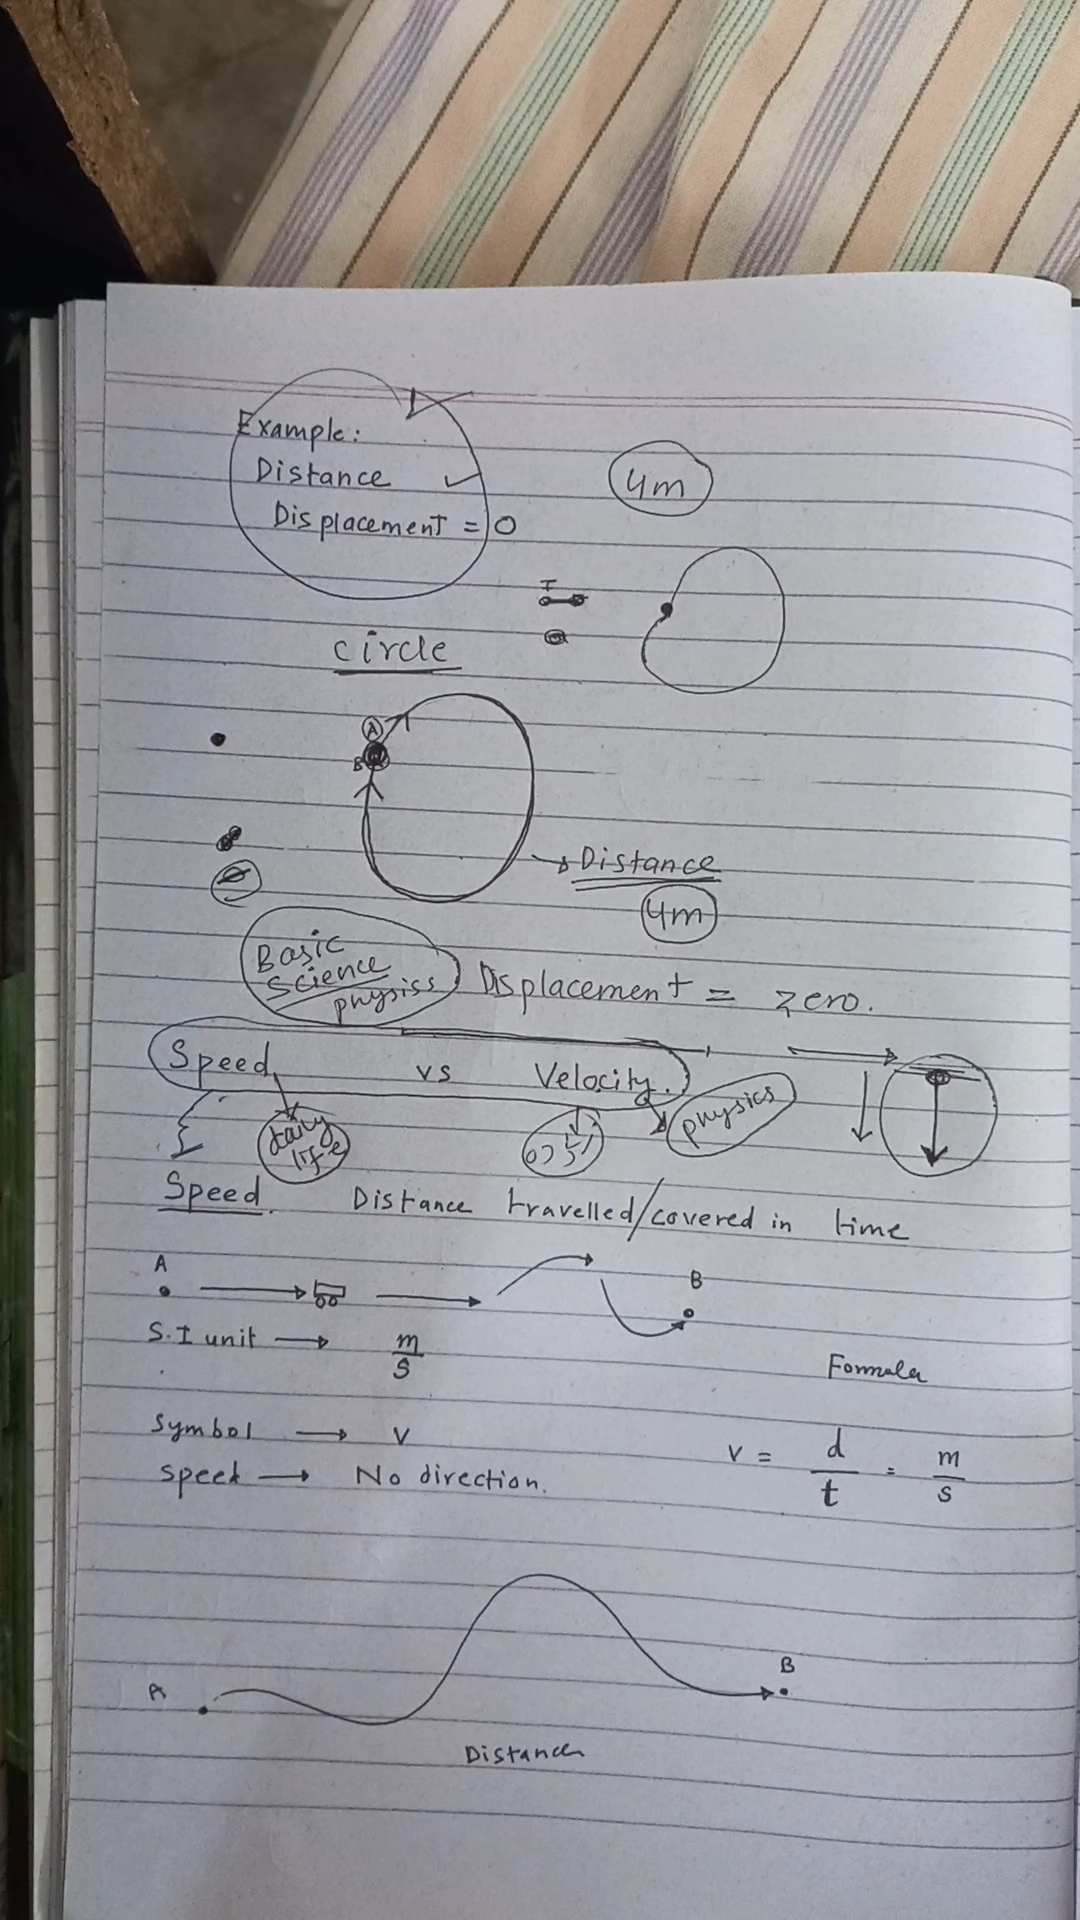 Example:
Distance
Displacement = 0
4m
I
circle
A
B
Distance
4m
Basic
Science
physiss
Displacement = zero.
Speed vs Velocity.
daily
life
physics
Speed. Distance travelled/covered in time
A
B
S.I unit → m/s
Formula
Symbol → v
v = d/t = m/s
speed → No direction.
A
B
Distance